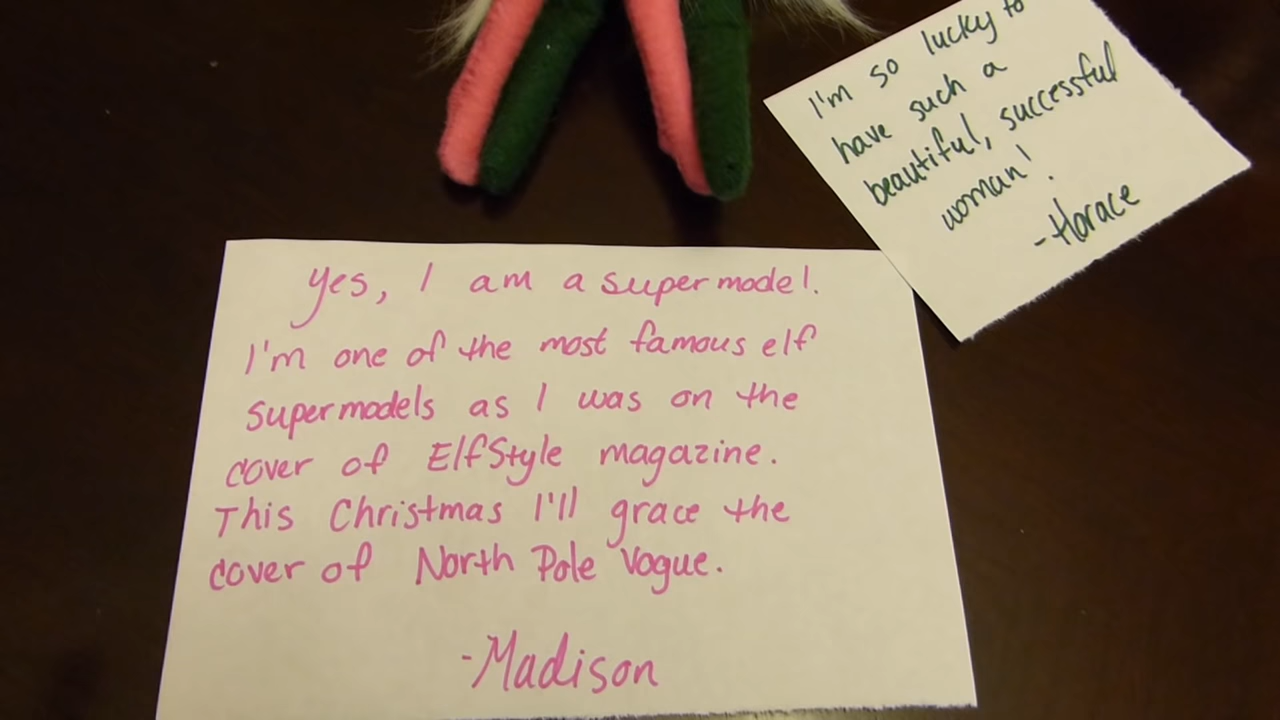 I'm so lucky to
have such a
beautiful, successful
woman!
-Horace
Yes, I am a supermodel.
I'm one of the most famous elf
supermodels as I was on the
cover of ElfStyle magazine.
This Christmas I'll grace the
cover of North Pole Vogue.
-Madison